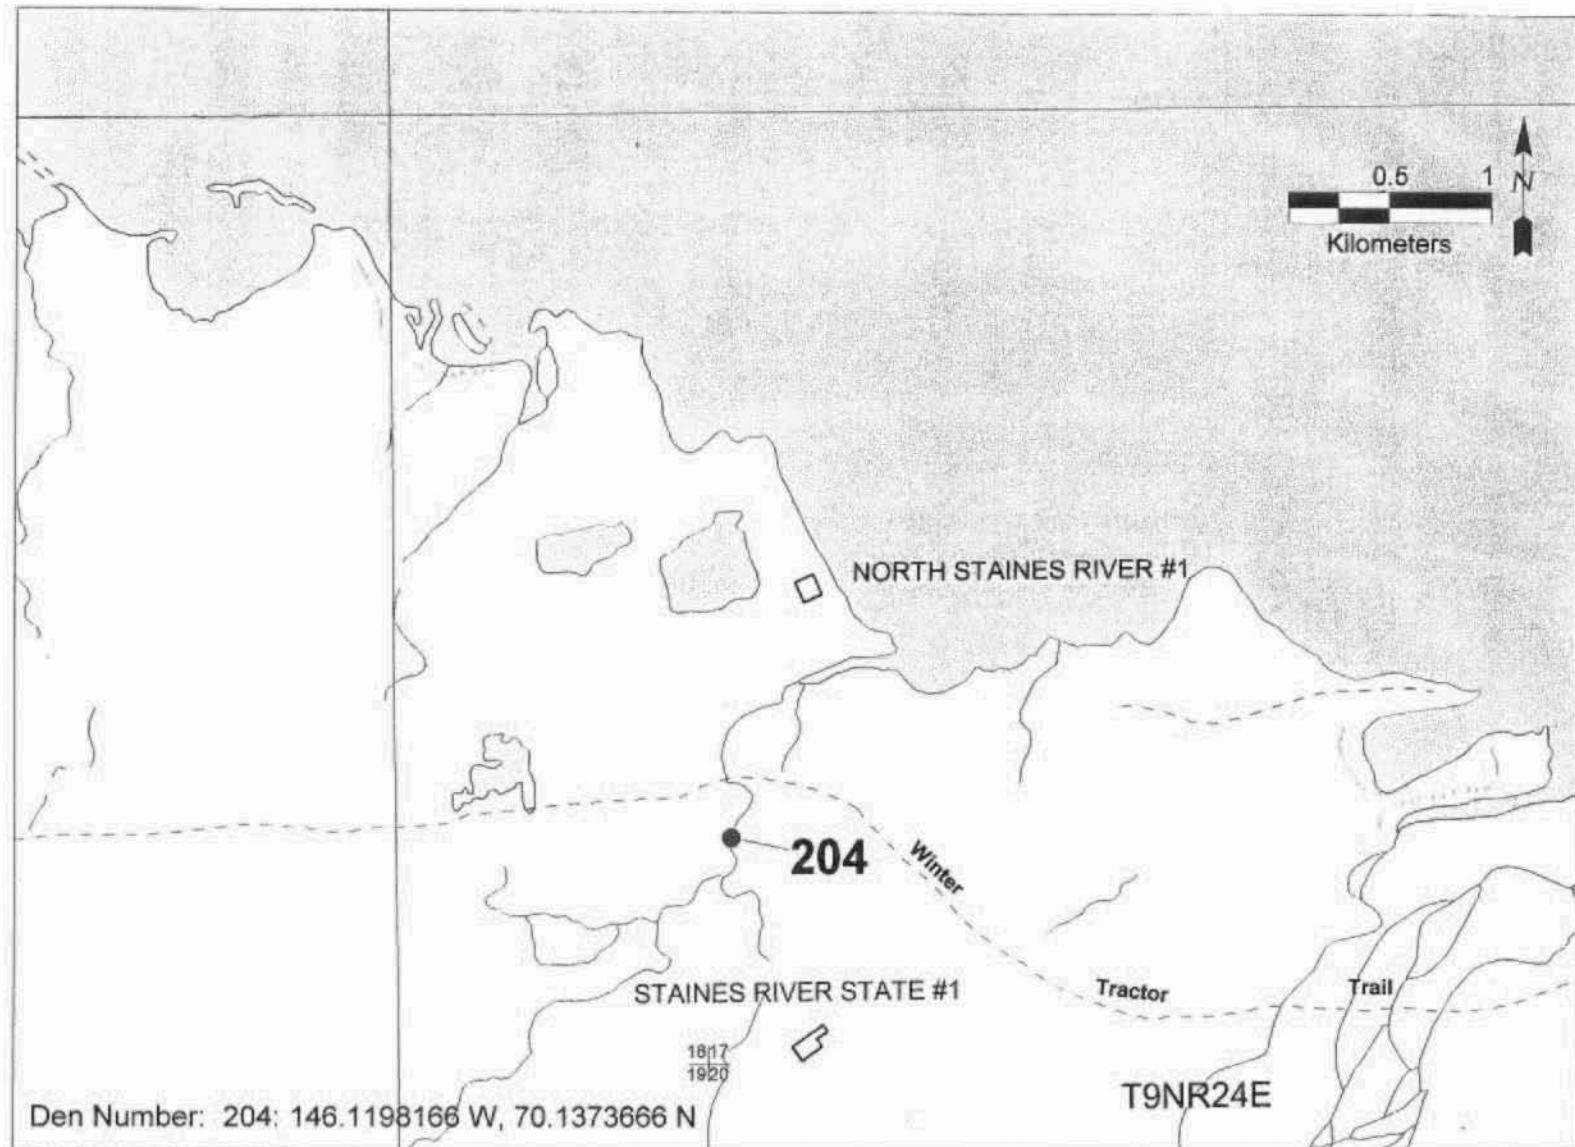 0.5 1
N
Kilometers
NORTH STAINES RIVER #1
204
Winter
Tractor
Trail
STAINES RIVER STATE #1
18 17
19 20
T9NR24E
Den Number: 204: 146.1198166 W, 70.1373666 N